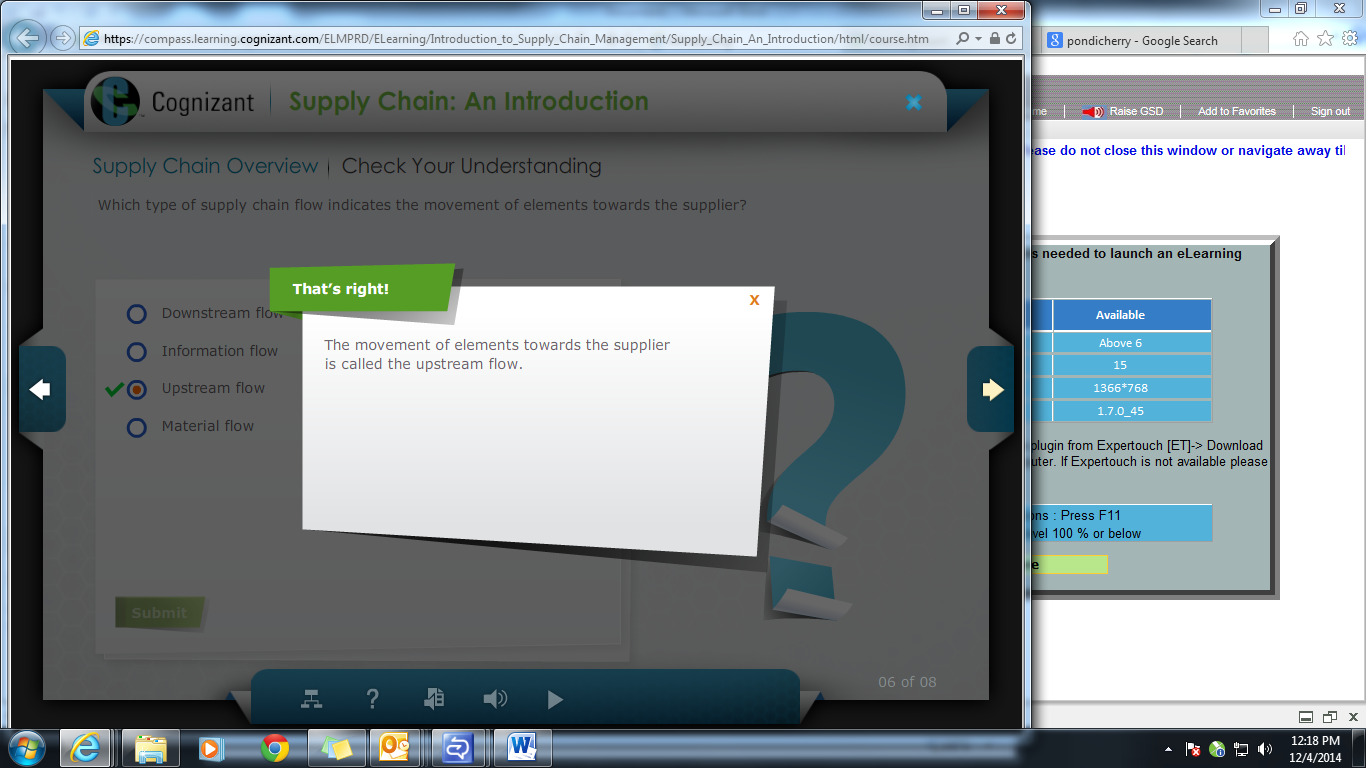 https://compass.learning.cognizant.com/ELMPRD/ELearning/Introduction_to_Supply_Chain_Management/Supply_Chain_An_Introduction/html/course.htm
pondicherry - Google Search
Cognizant
Supply Chain: An Introduction
Raise GSD
Add to Favorites
Sign out
ease do not close this window or navigate away til
Supply Chain Overview | Check Your Understanding
Which type of supply chain flow indicates the movement of elements towards the supplier?
s needed to launch an eLearning
That's right!
X
Downstream flow
Information flow
Upstream flow
Material flow
The movement of elements towards the supplier
is called the upstream flow.
Available
Above 6
15
1366*768
1.7.0_45
plugin from Expertouch [ET]-> Download
uter. If Expertouch is not available please
ons : Press F11
vel 100 % or below
Submit
06 of 08
12:18 PM
12/4/2014